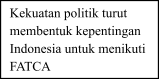 Kekuatan politik turut
membentuk kepentingan
Indonesia untuk menikuti
FATCA